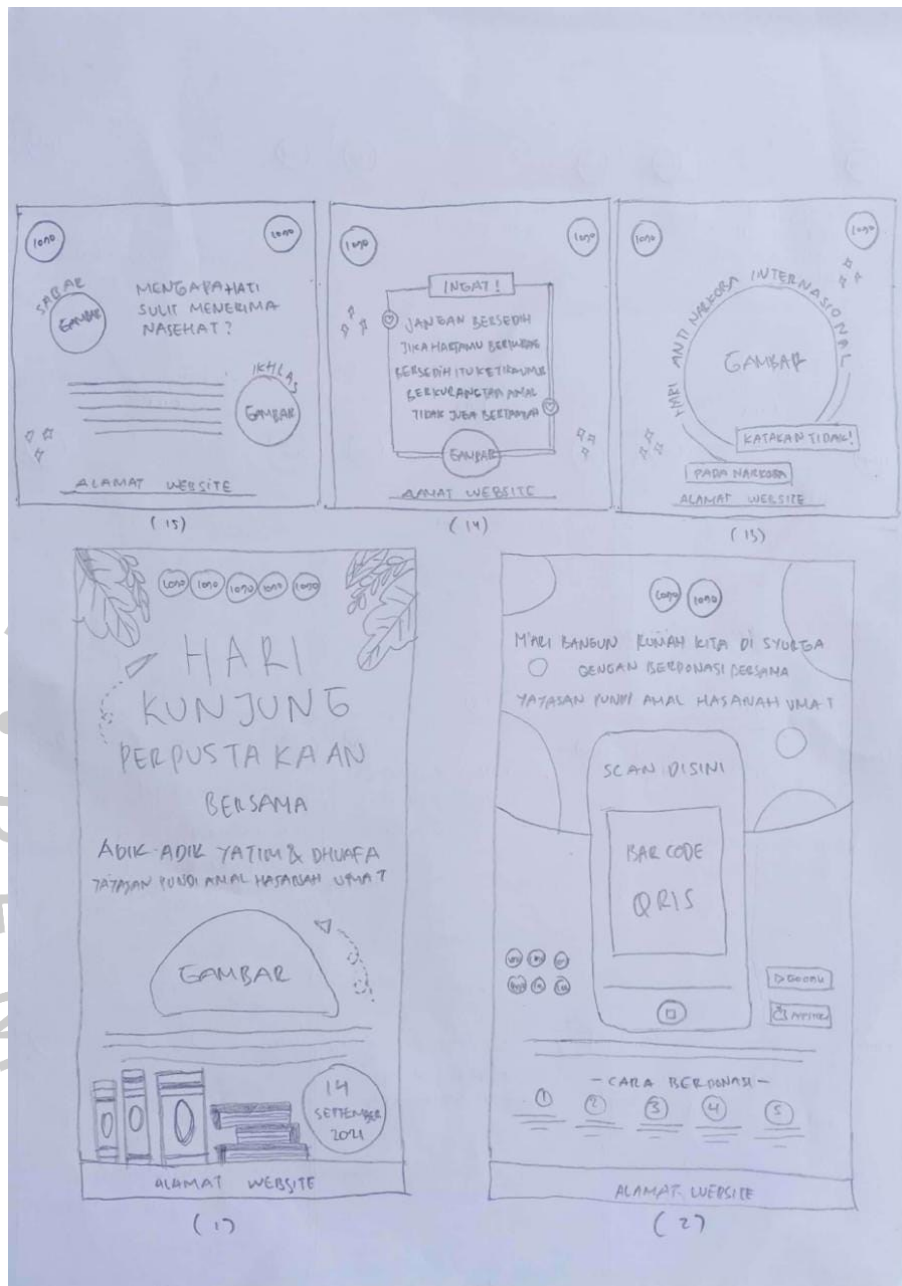 logo
logo
SABAR
GAMBAR
MENGAPA HATI
SULIT MENERIMA
NASEHAT?
IKHLAS
GAMBAR
ALAMAT WEBSITE
(15)
logo
logo
INGAT!
JANGAN BERSEDIH
JIKA HARTAMU BERKURANG
BERSEDIH ITU KETIKA UMUR
BERKURANG TAPI AMAL
TIDAK JUGA BERTAMBAH
GAMBAR
ALAMAT WEBSITE
(14)
logo
logo
HARI ANTI NARKOBA INTERNASIONAL
GAMBAR
KATAKAN TIDAK!
PADA NARKOBA
ALAMAT WEBSITE
(13)
logo logo logo logo logo
HARI
KUNJUNG
PERPUSTAKAAN
BERSAMA
ADIK-ADIK YATIM & DHUAFA
YAYASAN PUNDI AMAL HASANAH UMAT
GAMBAR
14
SEPTEMBER
2021
ALAMAT WEBSITE
(1)
logo logo
MARI BANGUN RUMAH KITA DI SYURGA
DENGAN BERDONASI BERSAMA
YAYASAN PUNDI AMAL HASANAH UMAT
SCAN DISINI
BARCODE
QRIS
- CARA BERDONASI -
1 2 3 4 5
ALAMAT WEBSITE
(2)